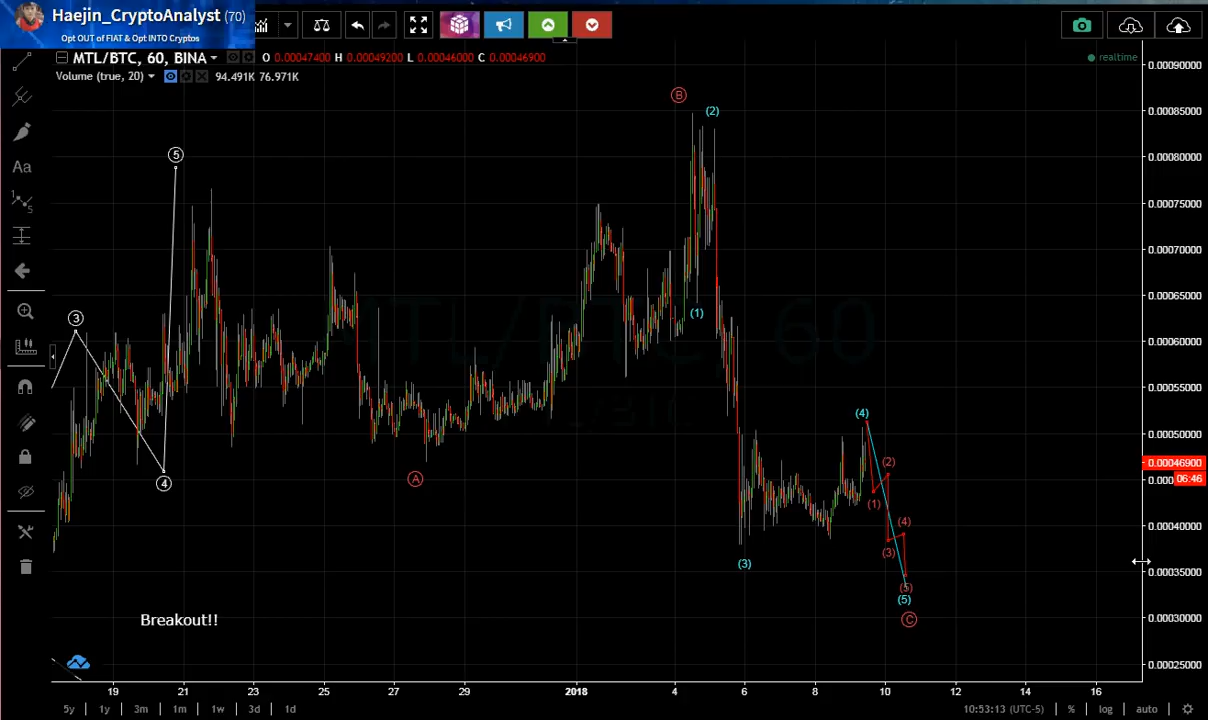 Haejin_CryptoAnalyst (70)
Opt OUT of FIAT & Opt INTO Cryptos
MTL/BTC, 60, BINA O 0.00047400 H 0.00049200 L 0.00046000 C 0.00046900
realtime
Volume (true, 20) 94.491K 76.971K
Aa
MTL/BTC, 60
B
(2)
5
(1)
3
A
4
(4)
(2)
(1)
(4)
(3)
(3)
(5)
(5)
C
Breakout!!
0.00090000
0.00085000
0.00080000
0.00075000
0.00070000
0.00065000
0.00060000
0.00055000
0.00050000
0.00046900
06:46
0.00040000
0.00035000
0.00030000
0.00025000
19 21 23 25 27 29 2018 4 6 8 10 12 14 16
5y 1y 3m 1m 1w 3d 1d 10:53:13 (UTC-5) % log auto